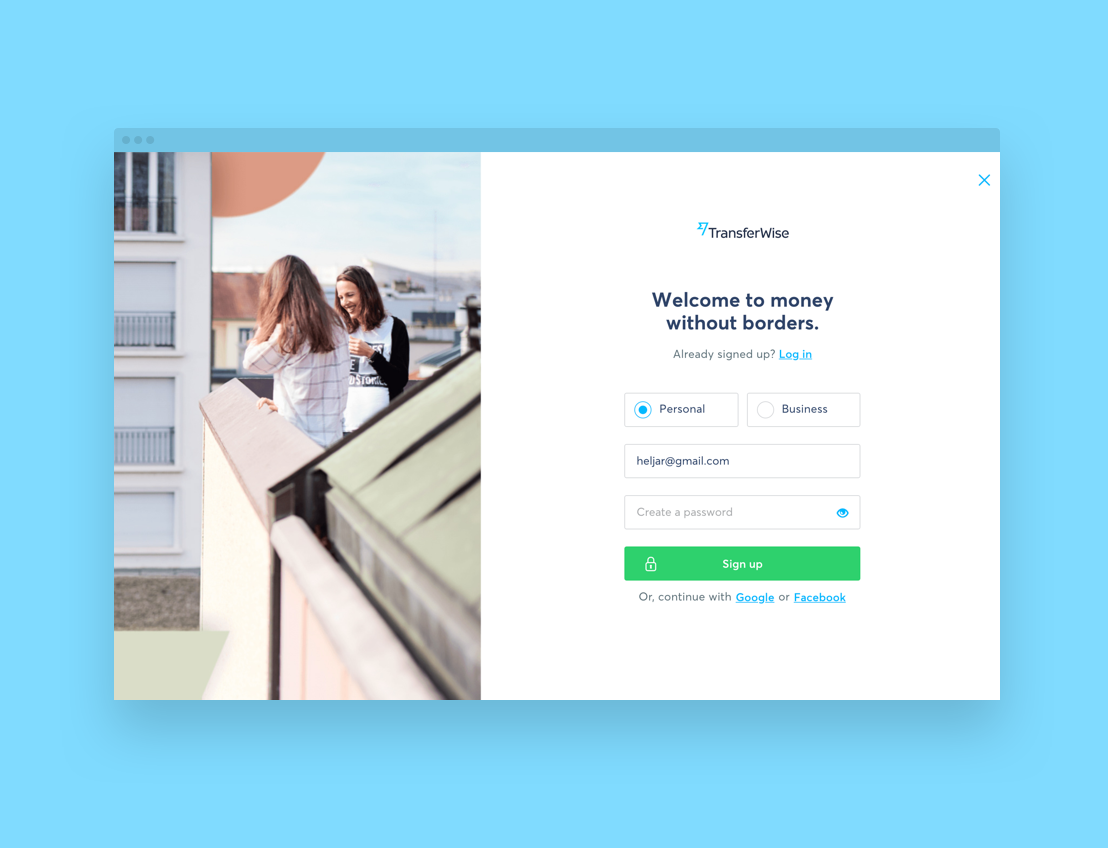 TransferWise
Welcome to money
without borders.
Already signed up? Log in
Personal
Business
heljar@gmail.com
Create a password
Sign up
Or, continue with Google or Facebook